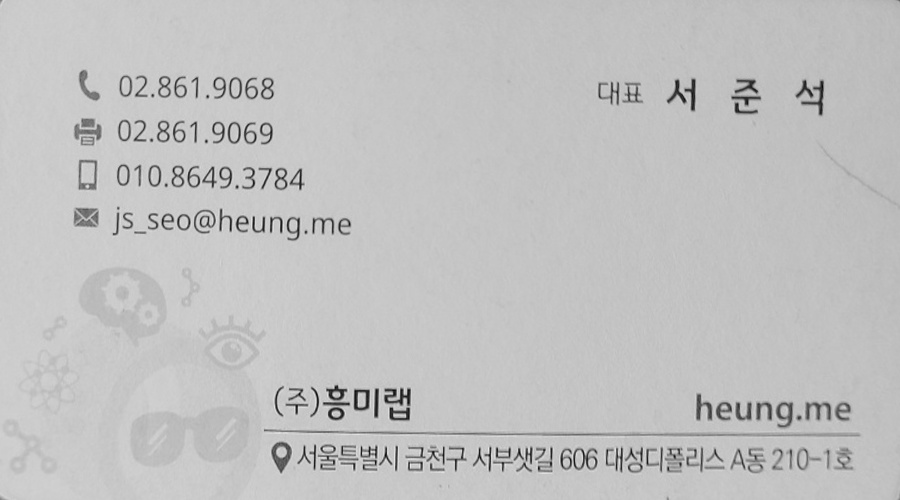 02.861.9068
대표 서 준 석
02.861.9069
010.8649.3784
js_seo@heung.me
(주)흥미랩
heung.me
서울특별시 금천구 서부샛길 606 대성디폴리스 A동 210-1호